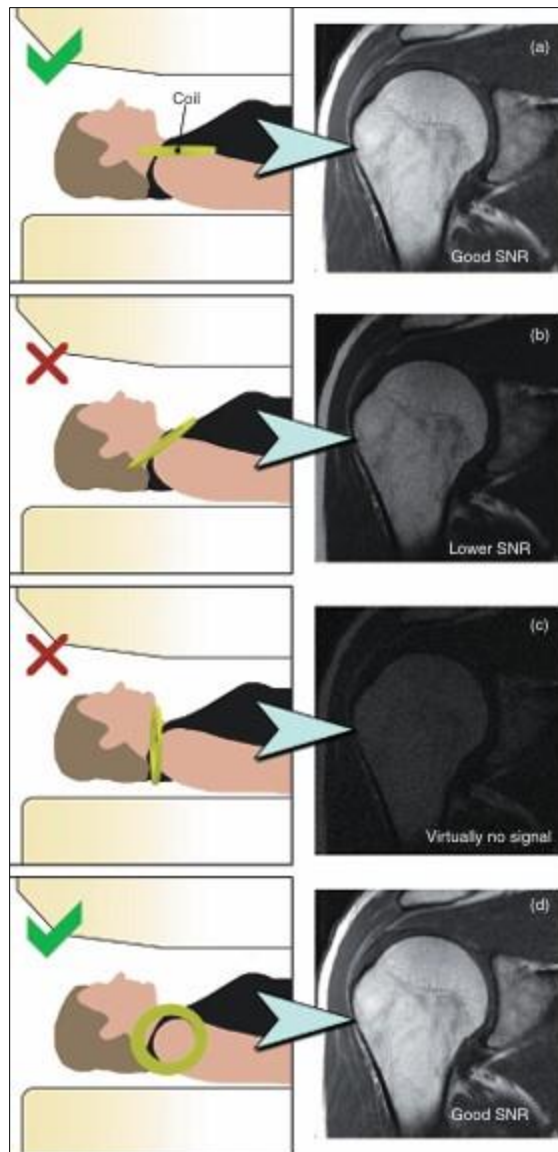 (a)
Coil
Good SNR
(b)
Lower SNR
(c)
Virtually no signal
(d)
Good SNR